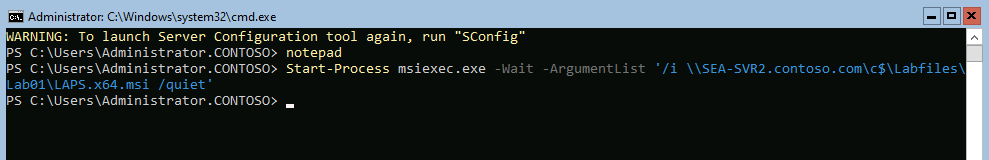 Administrator: C:\Windows\system32\cmd.exe
WARNING: To launch Server Configuration tool again, run "SConfig"
PS C:\Users\Administrator.CONTOSO> notepad
PS C:\Users\Administrator.CONTOSO> Start-Process msiexec.exe -Wait -ArgumentList '/i \\SEA-SVR2.contoso.com\c$\Labfiles\
Lab01\LAPS.x64.msi /quiet'
PS C:\Users\Administrator.CONTOSO>